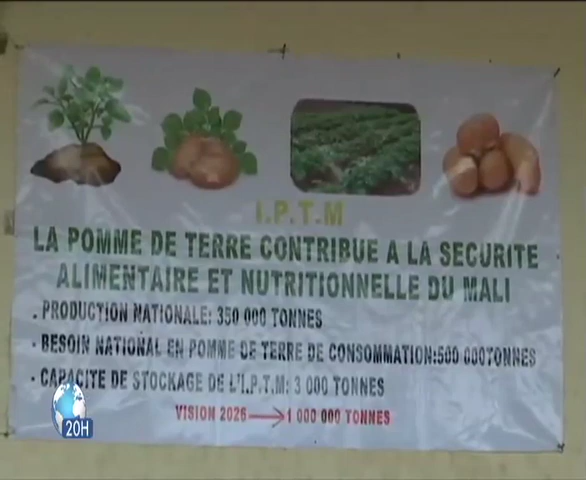 I.P.T.M
LA POMME DE TERRE CONTRIBUE A LA SECURITE
ALIMENTAIRE ET NUTRITIONNELLE DU MALI
. PRODUCTION NATIONALE: 350 000 TONNES
- BESOIN NATIONAL EN POMME DE TERRE DE CONSOMMATION:500 000TONNES
- CAPACITE DE STOCKAGE DE L'I.P.T.M: 3 000 TONNES
VISION 2026 → 1 000 000 TONNES
20H